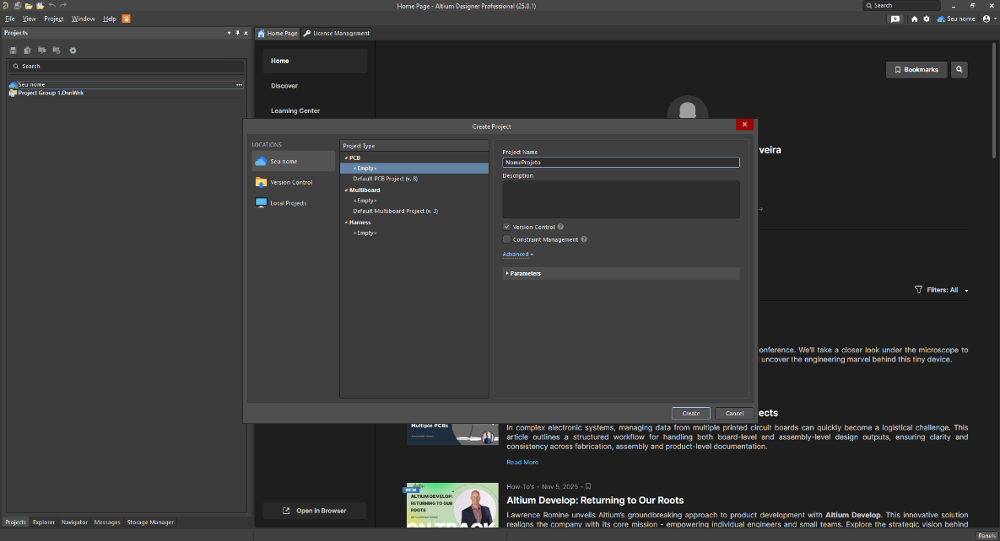 Home Page - Altium Designer Professional (25.8.1)
Search
File View Project Window Help
Seu nome
Projects
Home Page License Management
Search
Seu nome
Project Group 1.DsnWrk
Home
Discover
Learning Center
Bookmarks
veira
Create Project
LOCATIONS
Seu nome
Version Control
Local Projects
Project Type
PCB
<Empty>
Default PCB Project (v. 8)
Multiboard
<Empty>
Default Multiboard Project (v. 3)
Harness
<Empty>
Project Name
NomeProjeto
Description
Version Control
Constraint Management
Advanced
Parameters
Create Cancel
Filters: All
onference. We'll take a closer look under the microscope to
uncover the engineering marvel behind this tiny device.
ects
Multiple PCBs
In complex electronic systems, managing data from multiple printed circuit boards can quickly become a logistical challenge. This
article outlines a structured workflow for handling both board-level and assembly-level design outputs, ensuring clarity and
consistency across fabrication, assembly and product-level documentation.
Read More
NEW
ALTIUM DEVELOP:
RETURNING TO OUR
ROOTS
ON TRACK
How-To's • Nov 5, 2025 •
Altium Develop: Returning to Our Roots
Lawrence Romine unveils Altium's groundbreaking approach to product development with Altium Develop. This innovative solution
realigns the company with its core mission - empowering individual engineers and small teams. Explore the strategic vision behind
Open in Browser
Projects Explorer Navigator Messages Storage Manager
Panels